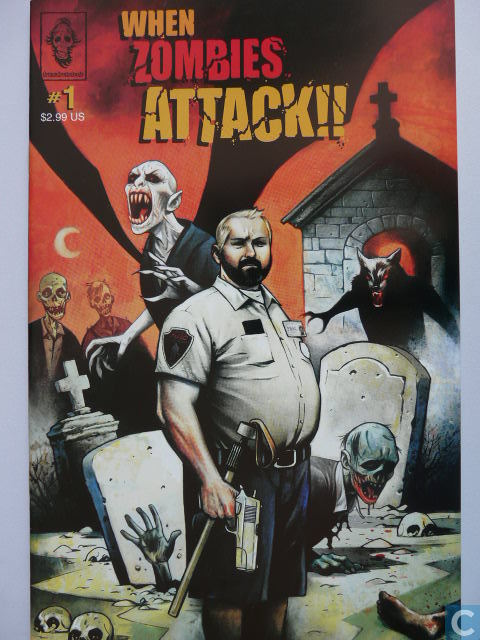 WHEN
ZOMBIES
ATTACK!!
#1
$2.99 US
C